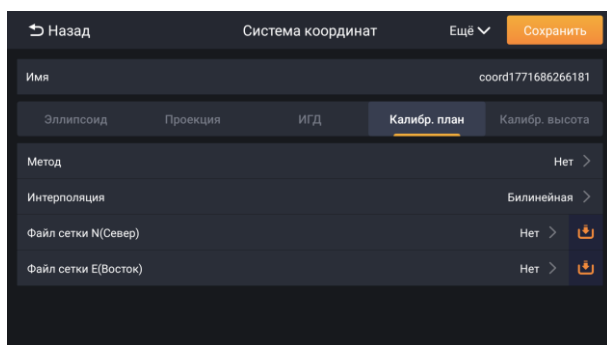 Назад Система координат Ещё Сохранить
Имя coord1771686266181
Эллипсоид Проекция ИГД Калибр. план Калибр. высота
Метод Нет
Интерполяция Билинейная
Файл сетки N(Север) Нет
Файл сетки E(Восток) Нет